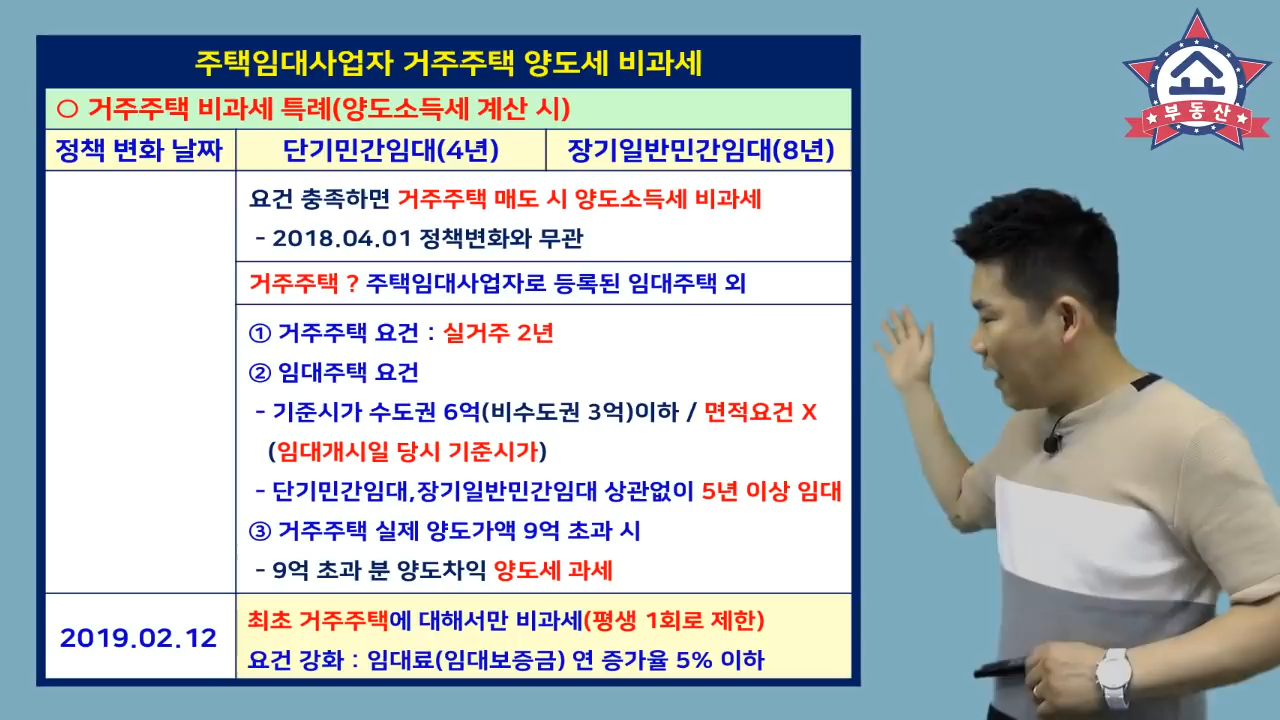 주택임대사업자 거주주택 양도세 비과세
○ 거주주택 비과세 특례(양도소득세 계산 시)
정책 변화 날짜
단기민간임대(4년)
장기일반민간임대(8년)
요건 충족하면 거주주택 매도 시 양도소득세 비과세
- 2018.04.01 정책변화와 무관
거주주택 ? 주택임대사업자로 등록된 임대주택 외
① 거주주택 요건 : 실거주 2년
② 임대주택 요건
- 기준시가 수도권 6억(비수도권 3억)이하 / 면적요건 X
(임대개시일 당시 기준시가)
- 단기민간임대,장기일반민간임대 상관없이 5년 이상 임대
③ 거주주택 실제 양도가액 9억 초과 시
- 9억 초과 분 양도차익 양도세 과세
2019.02.12
최초 거주주택에 대해서만 비과세(평생 1회로 제한)
요건 강화 : 임대료(임대보증금) 연 증가율 5% 이하
부동산